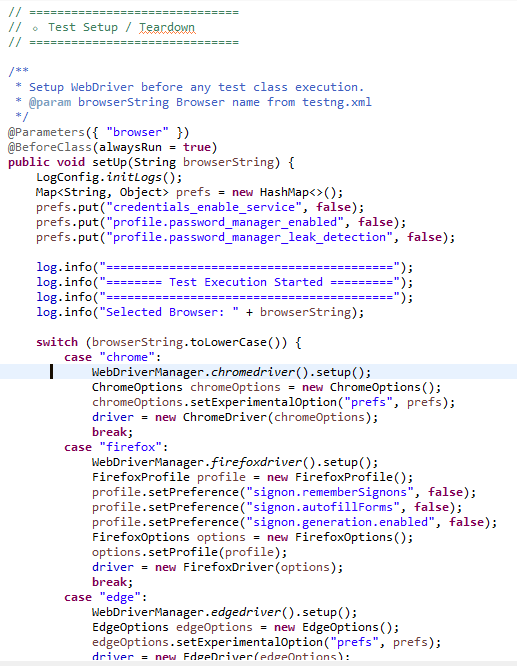 // ==============================
// ⚬ Test Setup / Teardown
// ==============================

/**
 * Setup WebDriver before any test class execution.
 * @param browserString Browser name from testng.xml
 */
@Parameters({ "browser" })
@BeforeClass(alwaysRun = true)
public void setUp(String browserString) {
    LogConfig.initLogs();
    Map<String, Object> prefs = new HashMap<>();
    prefs.put("credentials_enable_service", false);
    prefs.put("profile.password_manager_enabled", false);
    prefs.put("profile.password_manager_leak_detection", false);

    log.info("=========================================");
    log.info("======== Test Execution Started =========");
    log.info("=========================================");
    log.info("Selected Browser: " + browserString);

    switch (browserString.toLowerCase()) {
        case "chrome":
            WebDriverManager.chromedriver().setup();
            ChromeOptions chromeOptions = new ChromeOptions();
            chromeOptions.setExperimentalOption("prefs", prefs);
            driver = new ChromeDriver(chromeOptions);
            break;
        case "firefox":
            WebDriverManager.firefoxdriver().setup();
            FirefoxProfile profile = new FirefoxProfile();
            profile.setPreference("signon.rememberSignons", false);
            profile.setPreference("signon.autofillForms", false);
            profile.setPreference("signon.generation.enabled", false);
            FirefoxOptions options = new FirefoxOptions();
            options.setProfile(profile);
            driver = new FirefoxDriver(options);
            break;
        case "edge":
            WebDriverManager.edgedriver().setup();
            EdgeOptions edgeOptions = new EdgeOptions();
            edgeOptions.setExperimentalOption("prefs", prefs);
            driver = new EdgeDriver(edgeOptions);